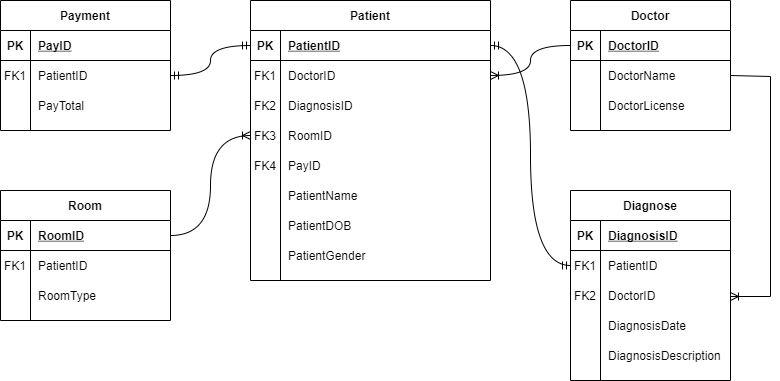 Payment
PK PayID
FK1 PatientID
PayTotal
Patient
PK PatientID
FK1 DoctorID
FK2 DiagnosisID
FK3 RoomID
FK4 PayID
PatientName
PatientDOB
PatientGender
Doctor
PK DoctorID
DoctorName
DoctorLicense
Room
PK RoomID
FK1 PatientID
RoomType
Diagnose
PK DiagnosisID
FK1 PatientID
FK2 DoctorID
DiagnosisDate
DiagnosisDescription